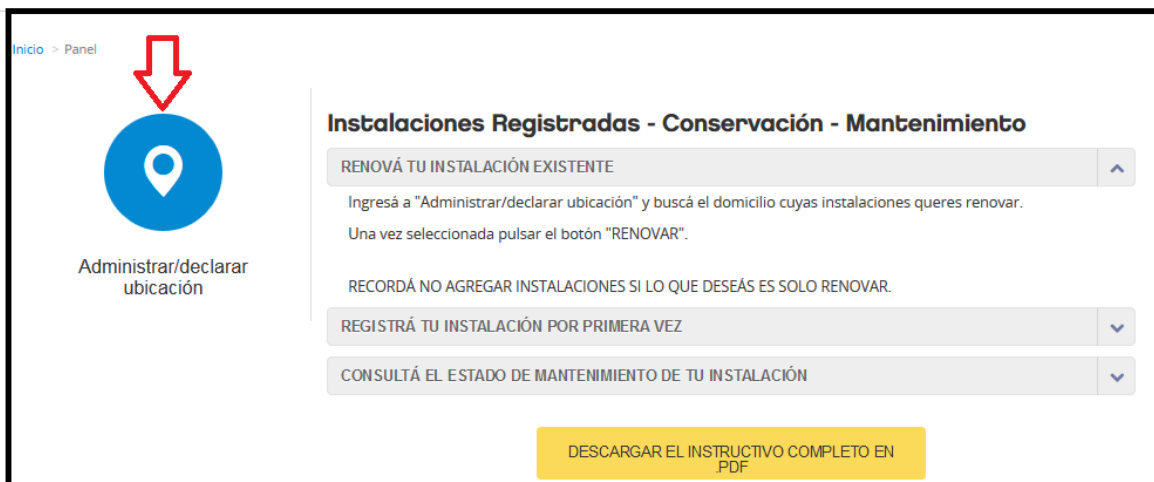 Inicio > Panel
Administrar/declarar
ubicación
Instalaciones Registradas - Conservación - Mantenimiento
RENOVÁ TU INSTALACIÓN EXISTENTE
Ingresá a "Administrar/declarar ubicación" y buscá el domicilio cuyas instalaciones queres renovar.
Una vez seleccionada pulsar el botón "RENOVAR".
RECORDÁ NO AGREGAR INSTALACIONES SI LO QUE DESEÁS ES SOLO RENOVAR.
REGISTRÁ TU INSTALACIÓN POR PRIMERA VEZ
CONSULTÁ EL ESTADO DE MANTENIMIENTO DE TU INSTALACIÓN
DESCARGAR EL INSTRUCTIVO COMPLETO EN
.PDF